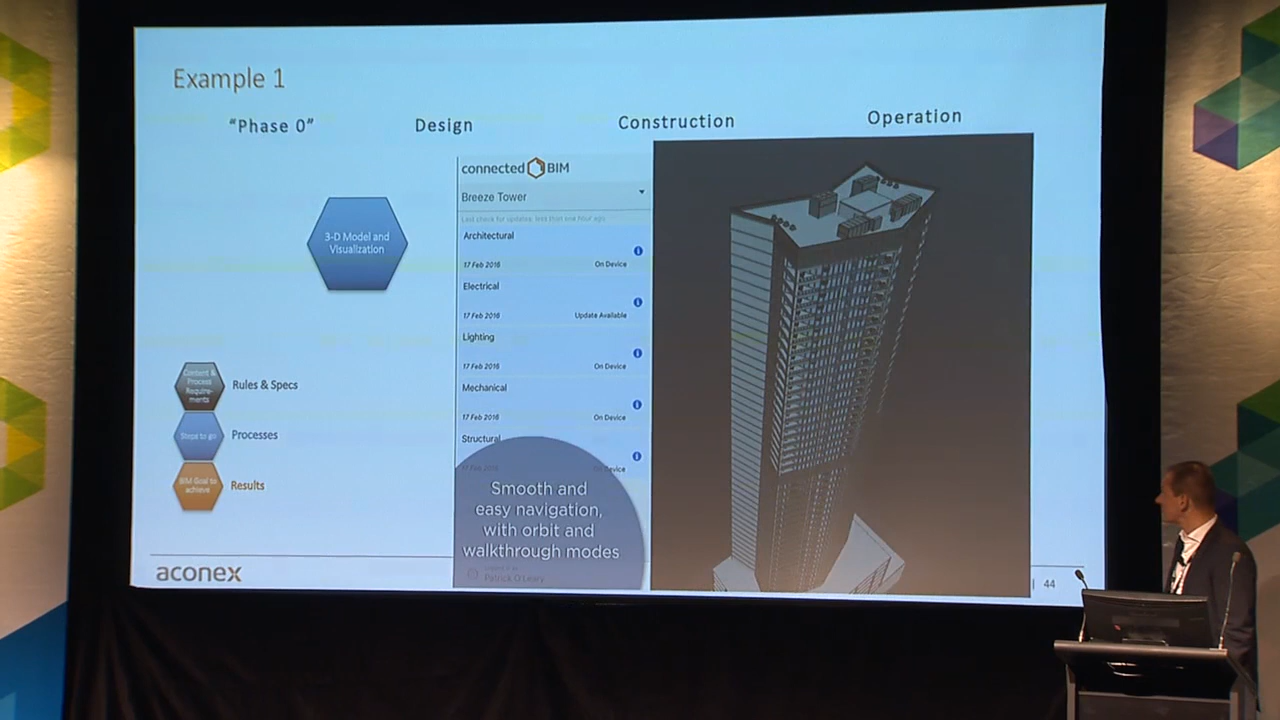 Example 1
"Phase 0"
Design
Construction
Operation
3-D Model and
Visualization
connected BIM
Breeze Tower
Last check for updates: less than one hour ago
Architectural
17 Feb 2016
On Device
Electrical
17 Feb 2016
Update Available
Lighting
17 Feb 2016
On Device
Mechanical
17 Feb 2016
On Device
Structural
17 Feb 2016
On Device
Smooth and
easy navigation,
with orbit and
walkthrough modes
Patrick O'Leary
Content &
Process
Require-
ments
Rules & Specs
Steps to go
Processes
BIM Goal to
achieve
Results
aconex
| 44